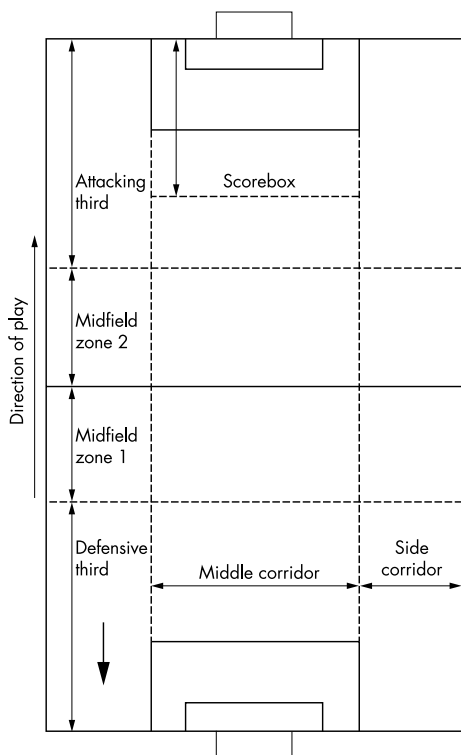 Attacking
third
Scorebox
Midfield
zone 2
Direction of play
Midfield
zone 1
Defensive
third
Middle corridor
Side
corridor